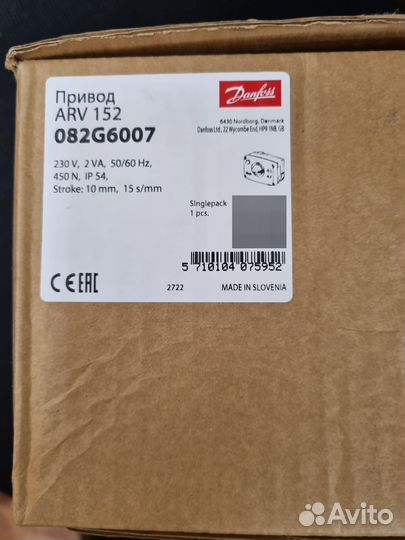 Привод
ARV 152
082G6007
230 V, 2 VA, 50/60 Hz,
450 N, IP 54,
Stroke: 10 mm, 15 s/mm
Danfoss
6430 Nordborg, Denmark
Danfoss Ltd., 22 Wycombe End, HP9 1NB, GB
Singlepack
1 pcs.
5 710104 075952
CE EAC
2722
MADE IN SLOVENIA
Avito